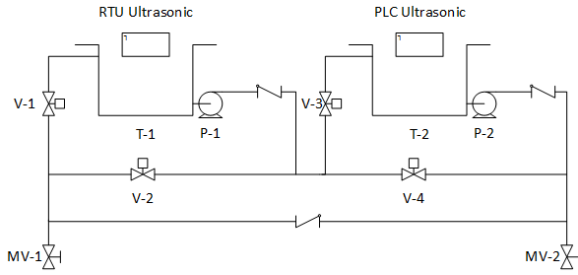 RTU Ultrasonic
PLC Ultrasonic
V-1
V-3
T-1
P-1
T-2
P-2
V-2
V-4
MV-1
MV-2